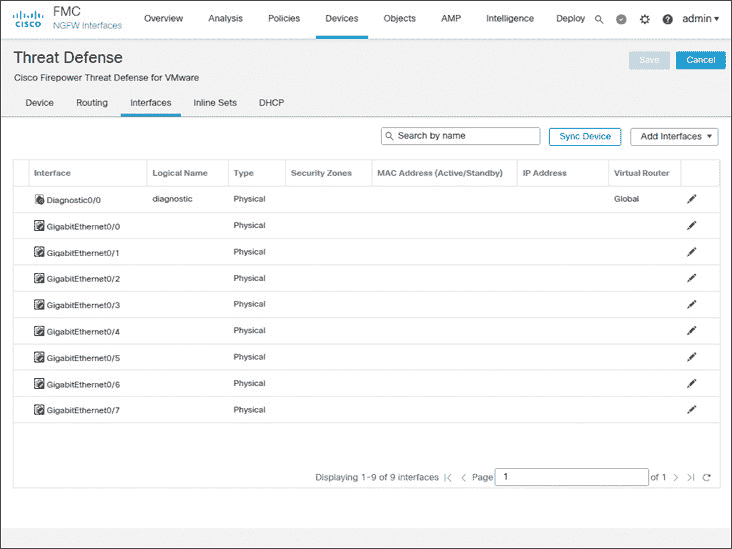 FMC Overview Analysis Policies Devices Objects AMP Intelligence Deploy admin
CISCO NGFW Interfaces
Threat Defense
Save Cancel
Cisco Firepower Threat Defense for VMware
Device Routing Interfaces Inline Sets DHCP
Search by name Sync Device Add Interfaces
Interface Logical Name Type Security Zones MAC Address (Active/Standby) IP Address Virtual Router
Diagnostic0/0 diagnostic Physical Global
GigabitEthernet0/0 Physical
GigabitEthernet0/1 Physical
GigabitEthernet0/2 Physical
GigabitEthernet0/3 Physical
GigabitEthernet0/4 Physical
GigabitEthernet0/5 Physical
GigabitEthernet0/6 Physical
GigabitEthernet0/7 Physical
Displaying 1-9 of 9 interfaces Page 1 of 1